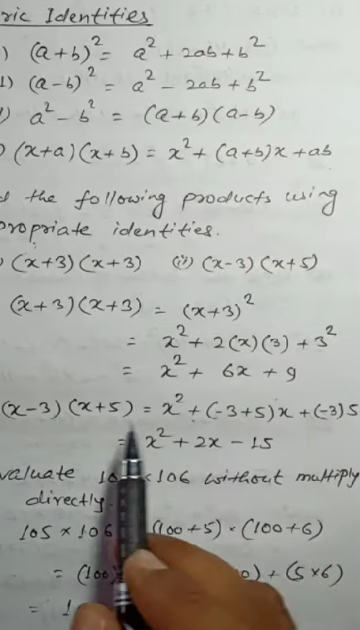 ric Identities
) (a+b)² = a² + 2ab + b²
) (a-b)² = a² - 2ab + b²
) a² - b² = (a+b)(a-b)
) (x+a)(x+b) = x² + (a+b)x + ab
the following products using
propriate identities.
) (x+3)(x+3) (ii) (x-3)(x+5)
(x+3)(x+3) = (x+3)²
= x² + 2(x)(3) + 3²
= x² + 6x + 9
(x-3)(x+5) = x² + (-3+5)x + (-3)5
= x² + 2x - 15
valuate 106 without multiply
directly.
105 × 106 (100+5) × (100+6)
= (100 ) + (5×6)
= 1